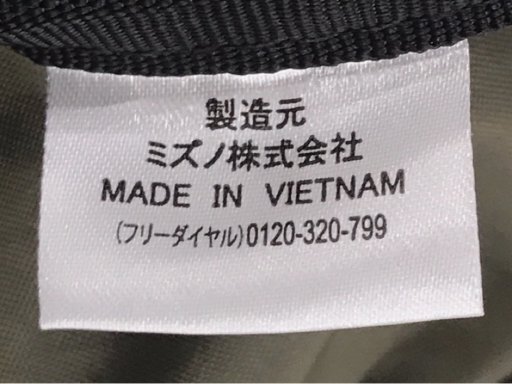 製造元
ミズノ株式会社
MADE IN VIETNAM
(フリーダイヤル)0120-320-799